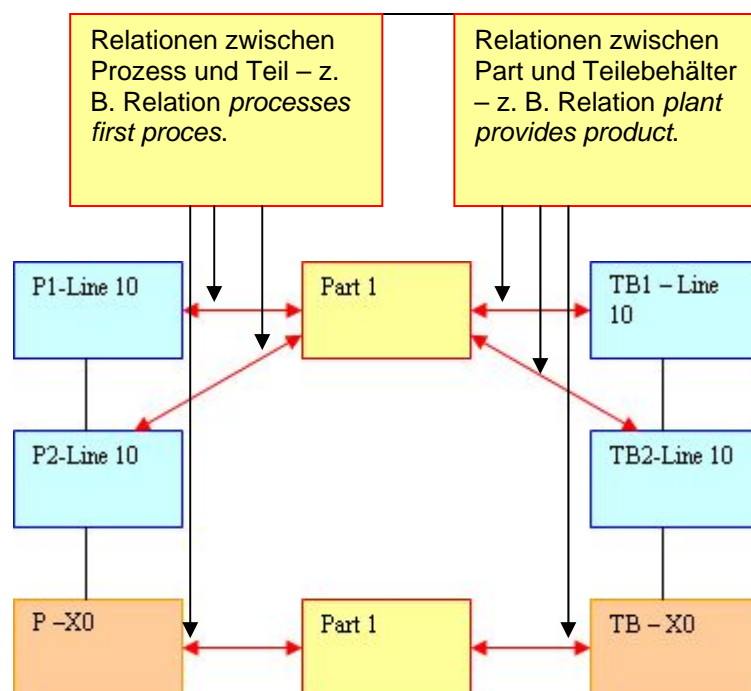 Relationen zwischen
Prozess und Teil – z.
B. Relation processes
first proces.
Relationen zwischen
Part und Teilebehälter
– z. B. Relation plant
provides product.
P1-Line 10
Part 1
TB1 – Line
10
P2-Line 10
TB2-Line 10
P –X0
Part 1
TB – X0